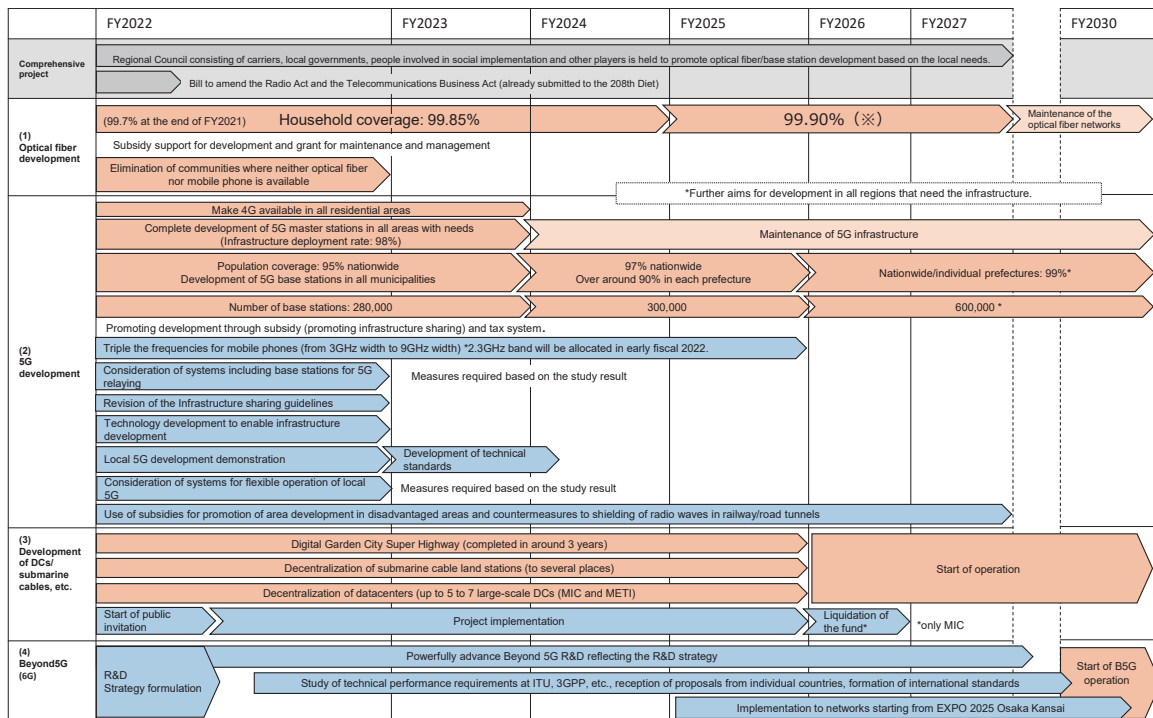 FY2022 FY2023 FY2024 FY2025 FY2026 FY2027 FY2030
Comprehensive
project
Regional Council consisting of carriers, local governments, people involved in social implementation and other players is held to promote optical fiber/base station development based on the local needs.
Bill to amend the Radio Act and the Telecommunications Business Act (already submitted to the 208th Diet)
(1)
Optical fiber
development
(99.7% at the end of FY2021) Household coverage: 99.85%
99.90% (※)
Maintenance of the
optical fiber networks
Subsidy support for development and grant for maintenance and management
Elimination of communities where neither optical fiber
nor mobile phone is available
*Further aims for development in all regions that need the infrastructure.
(2)
5G
development
Make 4G available in all residential areas
Complete development of 5G master stations in all areas with needs
(Infrastructure deployment rate: 98%)
Maintenance of 5G infrastructure
Population coverage: 95% nationwide
Development of 5G base stations in all municipalities
97% nationwide
Over around 90% in each prefecture
Nationwide/individual prefectures: 99%*
Number of base stations: 280,000
300,000
600,000 *
Promoting development through subsidy (promoting infrastructure sharing) and tax system.
Triple the frequencies for mobile phones (from 3GHz width to 9GHz width) *2.3GHz band will be allocated in early fiscal 2022.
Consideration of systems including base stations for 5G
relaying
Measures required based on the study result
Revision of the Infrastructure sharing guidelines
Technology development to enable infrastructure
development
Local 5G development demonstration
Development of technical
standards
Consideration of systems for flexible operation of local
5G
Measures required based on the study result
Use of subsidies for promotion of area development in disadvantaged areas and countermeasures to shielding of radio waves in railway/road tunnels
(3)
Development
of DCs/
submarine
cables, etc.
Digital Garden City Super Highway (completed in around 3 years)
Decentralization of submarine cable land stations (to several places)
Decentralization of datacenters (up to 5 to 7 large-scale DCs (MIC and METI)
Start of operation
Start of public
invitation
Project implementation
Liquidation of
the fund*
*only MIC
(4)
Beyond5G
(6G)
R&D
Strategy formulation
Powerfully advance Beyond 5G R&D reflecting the R&D strategy
Study of technical performance requirements at ITU, 3GPP, etc., reception of proposals from individual countries, formation of international standards
Implementation to networks starting from EXPO 2025 Osaka Kansai
Start of B5G
operation